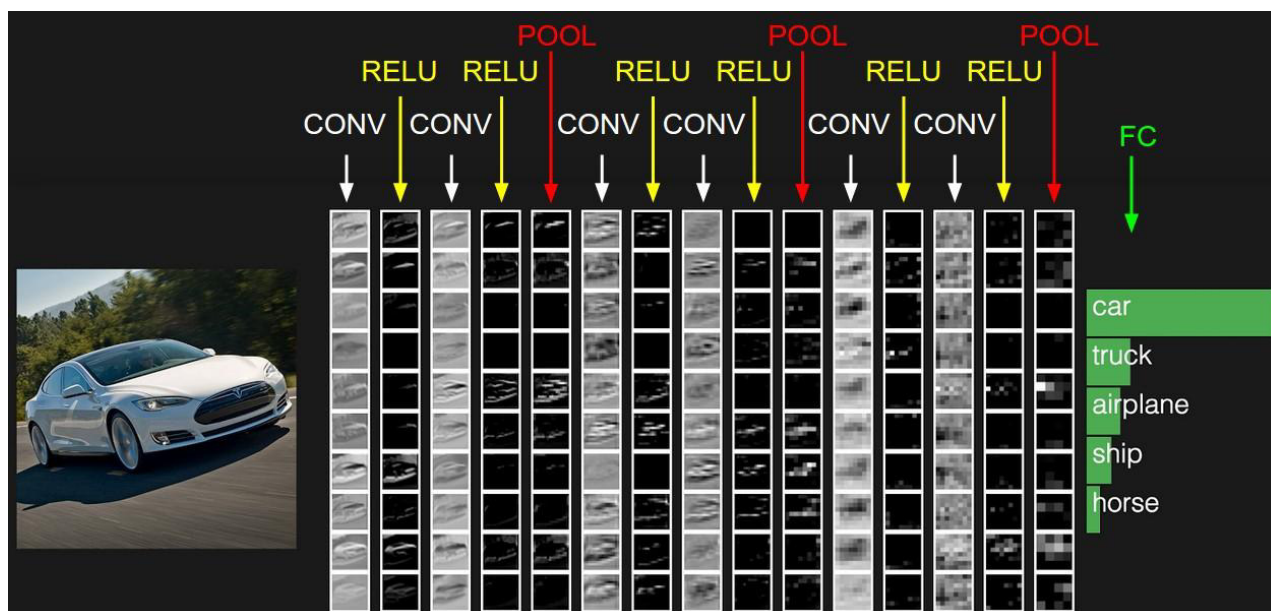 POOL POOL POOL
RELU RELU RELU RELU RELU RELU
CONV CONV CONV CONV CONV CONV
FC
car
truck
airplane
ship
horse